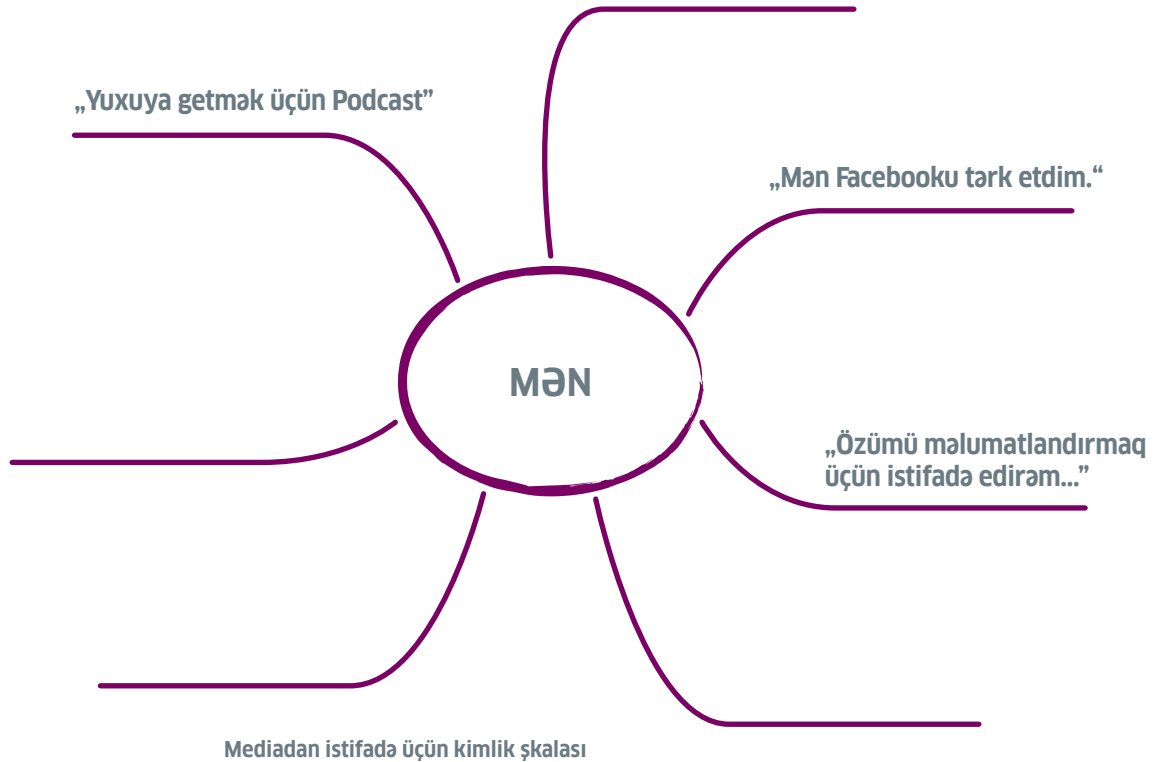 „Yuxuya getmək üçün Podcast”
„Mən Facebooku tərk etdim.“
MƏN
„Özümü məlumatlandırmaq
üçün istifadə edirəm...”
Mediadan istifadə üçün kimlik şkalası